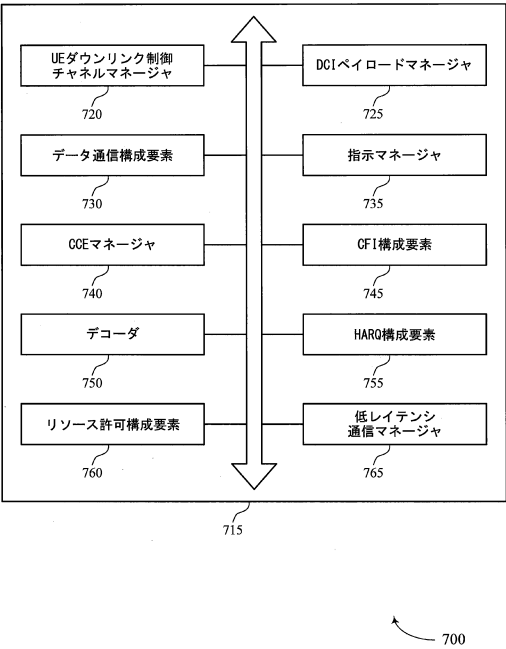 UEダウンリンク制御
チャネルマネージャ
720
DCIペイロードマネージャ
725
データ通信構成要素
730
指示マネージャ
735
CCEマネージャ
740
CFI構成要素
745
デコーダ
750
HARQ構成要素
755
リソース許可構成要素
760
低レイテンシ
通信マネージャ
765
715
700